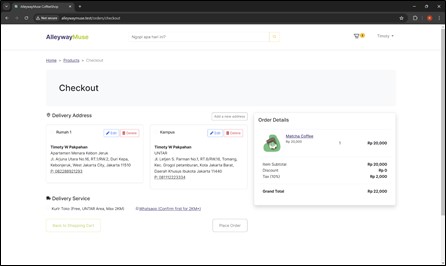 AlleywayMuse CoffeeShop
Not secure
alleywaymuse.test/orders/checkout
AlleywayMuse
Ngopi apa hari ini?
Timoty
Home
Products
Checkout
Checkout
Delivery Address
Add a new address
Rumah 1
Edit
Delete
Timoty W Pakpahan
Apartemen Menara Kebon Jeruk
Jl. Arjuna Utara No.18, RT.1/RW.2, Duri Kepa,
Kebonjeruk, West Jakarta City, Jakarta 11510
Kampus
Edit
Delete
Timoty W Pakpahan
UNTAR
Jl. Letjen S. Parman No.1, RT.6/RW.16, Tomang,
Kec. Grogol petamburan, Kota Jakarta Barat,
Daerah Khusus Ibukota Jakarta 11440
P: 081112223334
Delivery Service
Kurir Toko (Free, UNTAR Area, Max 2KM)
Whatsapp (Confirm first for 2KM+)
Back to Shopping Cart
Place Order
Order Details
Matcha Coffee
Rp 20,000
1
Rp 20,000
Item Subtotal
Rp 20,000
Discount
Rp 0
Tax (10%)
Rp 2,000
Grand Total
Rp 22,000